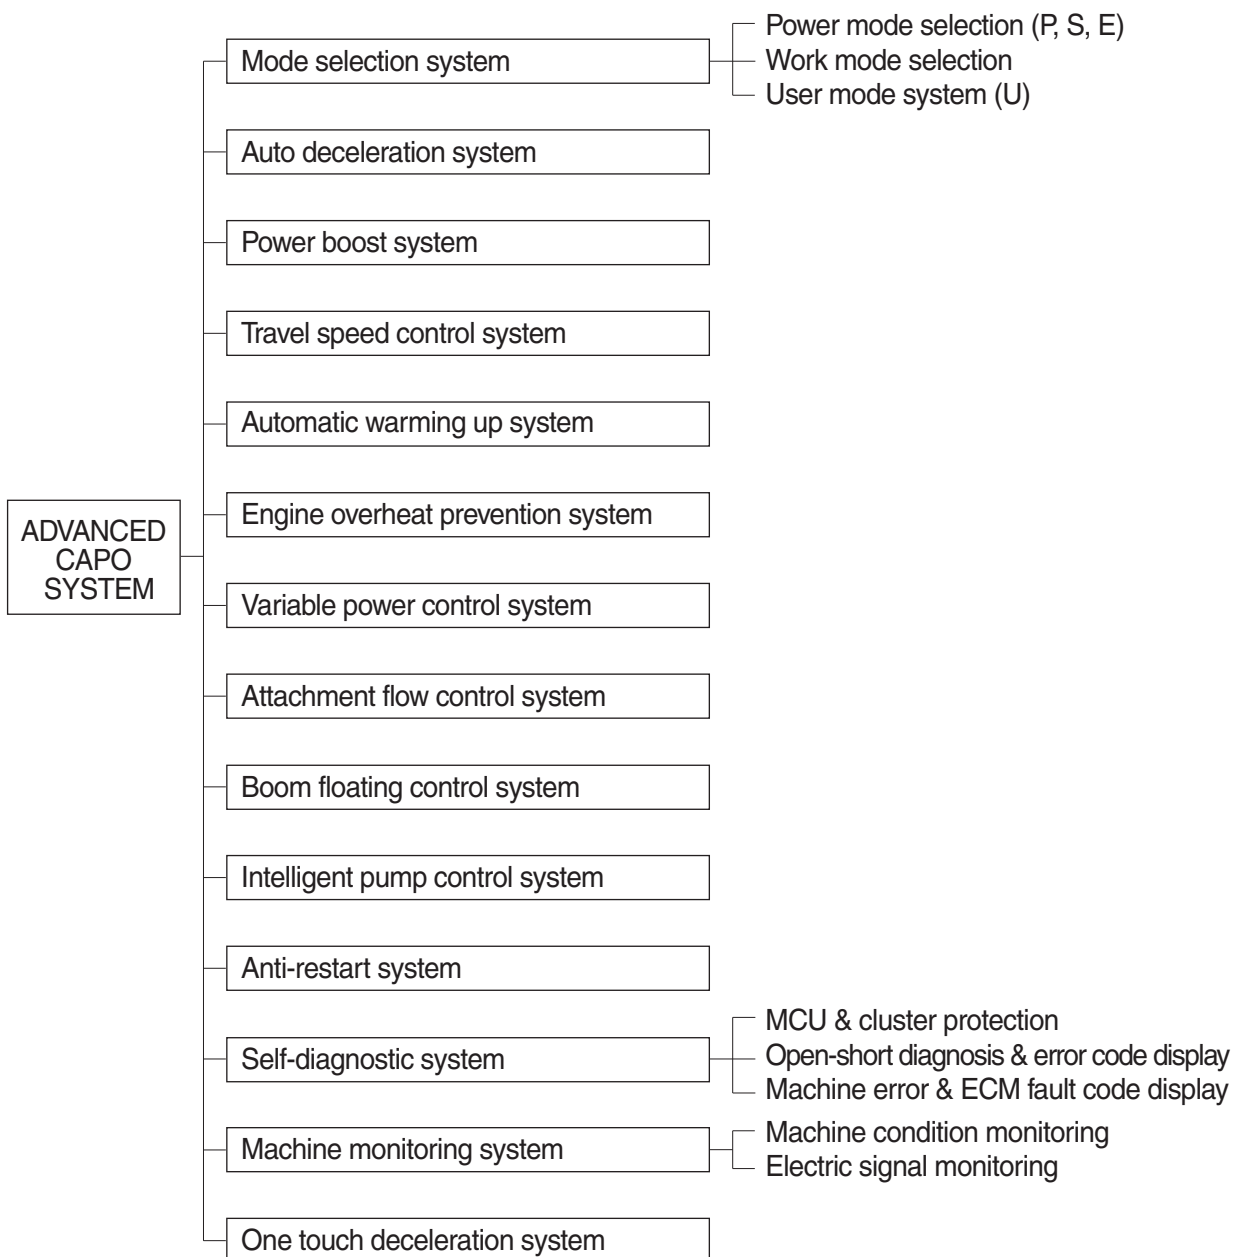 Power mode selection (P, S, E)
Mode selection system
Work mode selection
User mode system (U)
Auto deceleration system
Power boost system
Travel speed control system
Automatic warming up system
Engine overheat prevention system
ADVANCED
CAPO
SYSTEM
Variable power control system
Attachment flow control system
Boom floating control system
Intelligent pump control system
Anti-restart system
MCU & cluster protection
Self-diagnostic system
Open-short diagnosis & error code display
Machine error & ECM fault code display
Machine monitoring system
Machine condition monitoring
Electric signal monitoring
One touch deceleration system